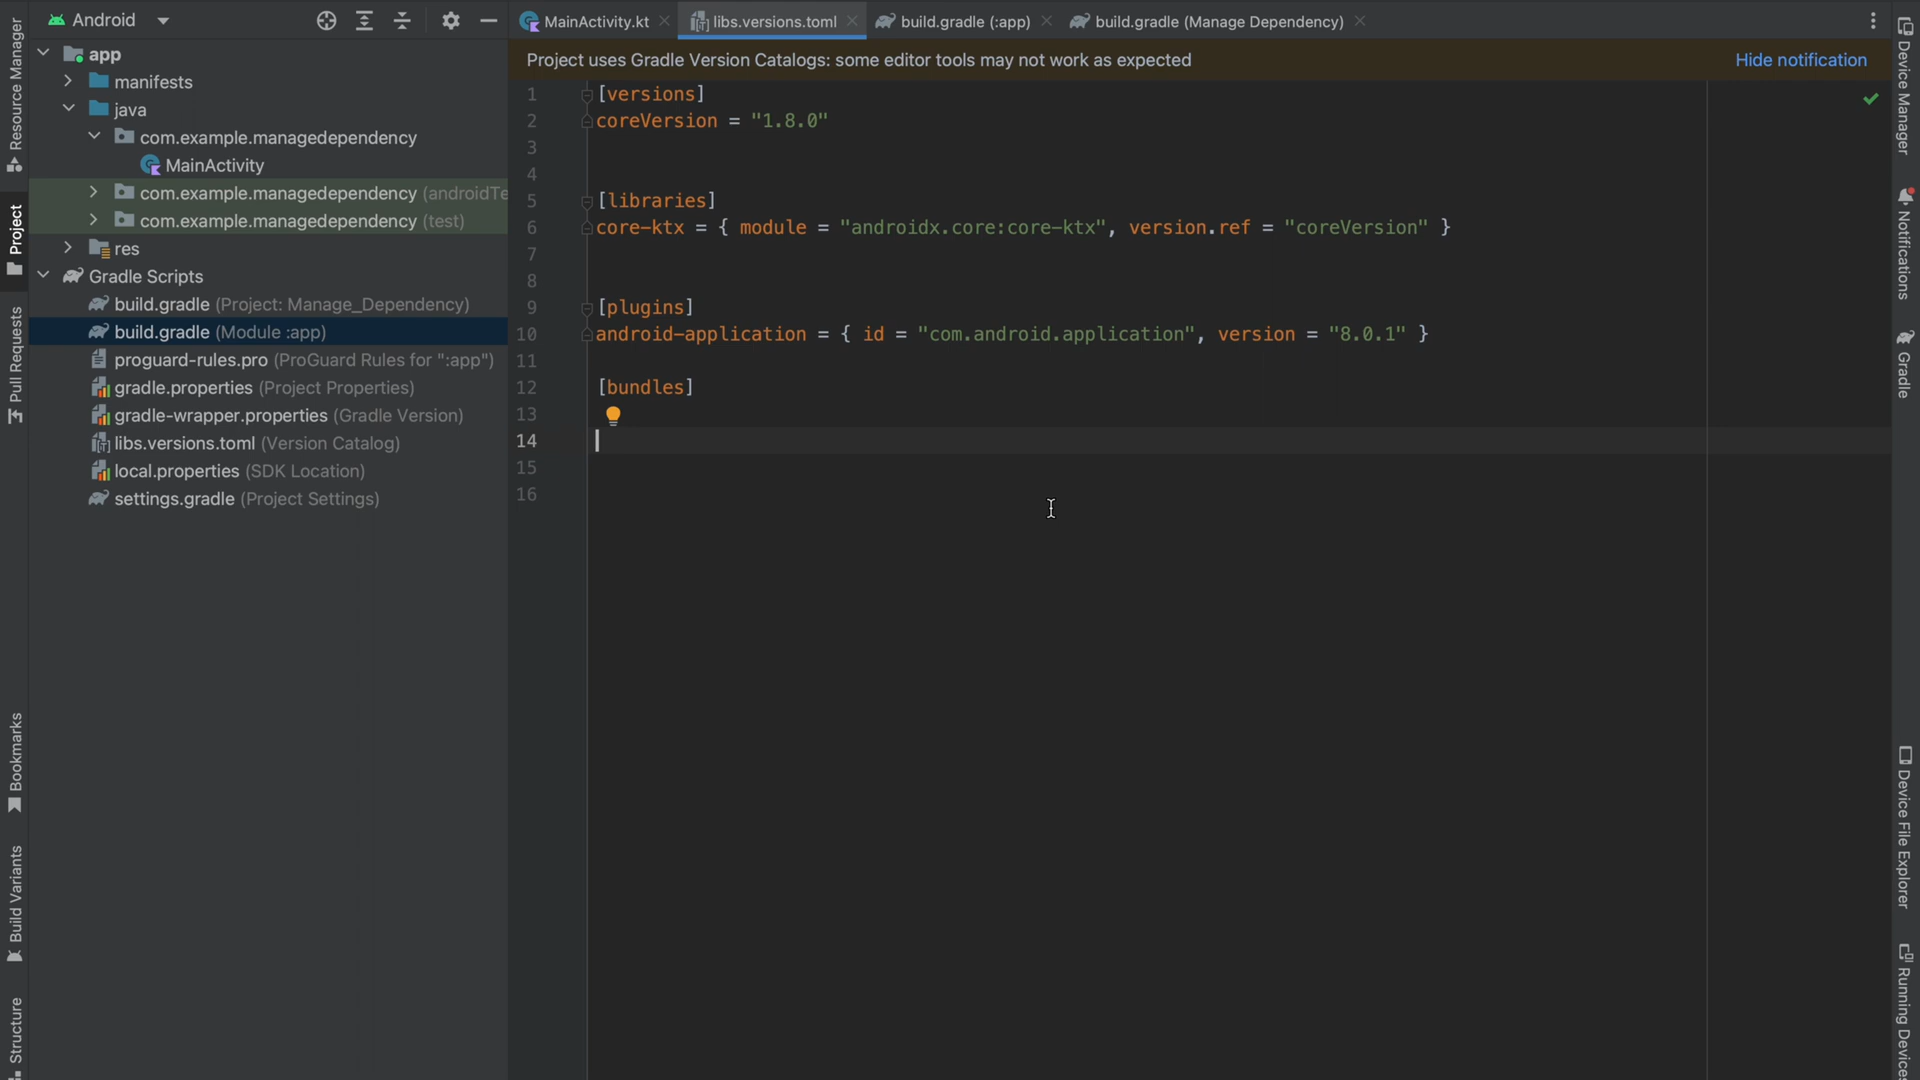 Resource Manager
Project
Pull Requests
Bookmarks
Build Variants
Structure
Android
app
manifests
java
com.example.managedependency
MainActivity
com.example.managedependency (androidTe
com.example.managedependency (test)
res
Gradle Scripts
build.gradle (Project: Manage_Dependency)
build.gradle (Module :app)
proguard-rules.pro (ProGuard Rules for ":app")
gradle.properties (Project Properties)
gradle-wrapper.properties (Gradle Version)
libs.versions.toml (Version Catalog)
local.properties (SDK Location)
settings.gradle (Project Settings)
MainActivity.kt libs.versions.toml build.gradle (:app) build.gradle (Manage Dependency)
Project uses Gradle Version Catalogs: some editor tools may not work as expected Hide notification
1 [versions]
2 coreVersion = "1.8.0"
3
4
5 [libraries]
6 core-ktx = { module = "androidx.core:core-ktx", version.ref = "coreVersion" }
7
8
9 [plugins]
10 android-application = { id = "com.android.application", version = "8.0.1" }
11
12 [bundles]
13
14
15
16
Device Manager
Notifications
Gradle
Device File Explorer
Running Devices